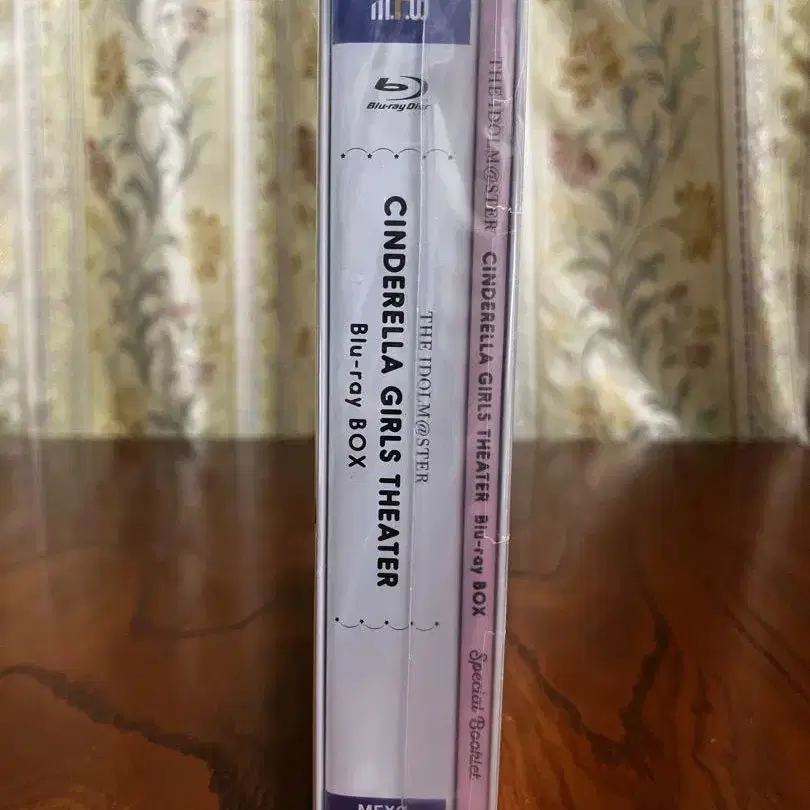 Blu-ray Disc
THE IDOLM@STER
CINDERELLA GIRLS THEATER
Blu-ray BOX
THE IDOLM@STER CINDERELLA GIRLS THEATER Blu-ray BOX Special Booklet